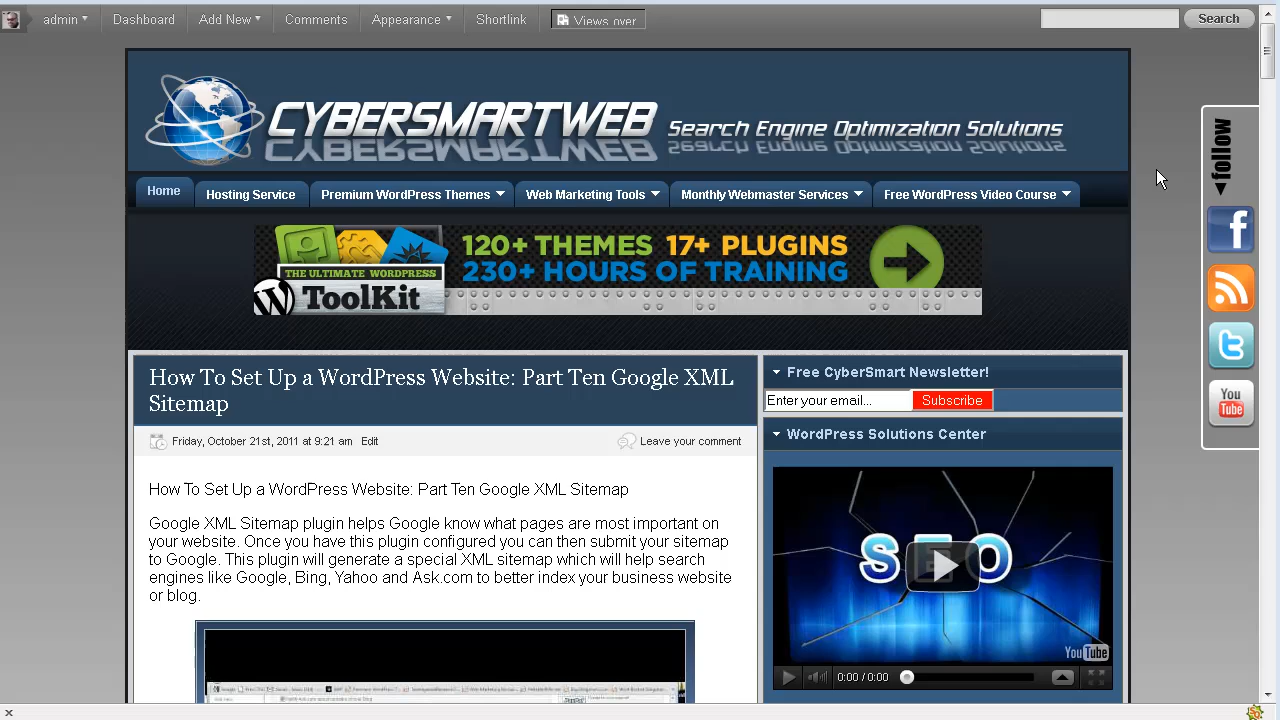 admin Dashboard Add New Comments Appearance Shortlink Views over Search
CYBERSMARTWEB Search Engine Optimization Solutions
Home Hosting Service Premium WordPress Themes Web Marketing Tools Monthly Webmaster Services Free WordPress Video Course
follow
THE ULTIMATE WORDPRESS
ToolKit
120+ THEMES 17+ PLUGINS
230+ HOURS OF TRAINING
You
Tube
How To Set Up a WordPress Website: Part Ten Google XML
Sitemap
Friday, October 21st, 2011 at 9:21 am Edit Leave your comment
How To Set Up a WordPress Website: Part Ten Google XML Sitemap
Google XML Sitemap plugin helps Google know what pages are most important on
your website. Once you have this plugin configured you can then submit your sitemap
to Google. This plugin will generate a special XML sitemap which will help search
engines like Google, Bing, Yahoo and Ask.com to better index your business website
or blog.
Free CyberSmart Newsletter!
Enter your email... Subscribe
WordPress Solutions Center
SEO
YouTube
0:00 / 0:00